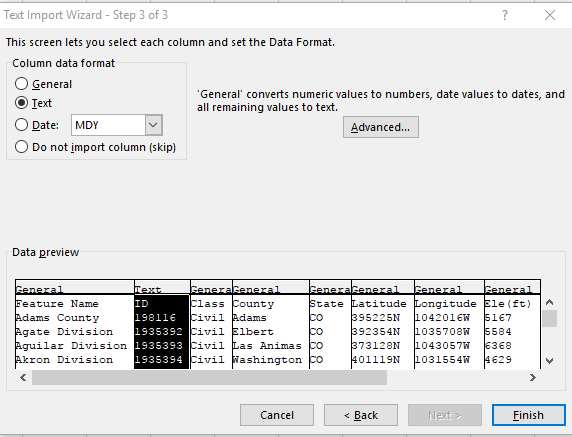 Text Import Wizard - Step 3 of 3
?
This screen lets you select each column and set the Data Format.
Column data format
General
Text
Date: MDY
Do not import column (skip)
'General' converts numeric values to numbers, date values to dates, and
all remaining values to text.
Advanced...
Data preview
General Text Genera General Genera General General General
Feature Name ID Class County State Latitude Longitude Ele(ft)
Adams County 198116 Civil Adams CO 395225N 1042016W 5167
Agate Division 1935392 Civil Elbert CO 392354N 1035708W 5584
Aguilar Division 1935393 Civil Las Animas CO 373128N 1043057W 6368
Akron Division 1935394 Civil Washington CO 401119N 1031554W 4629
Cancel < Back Next > Finish